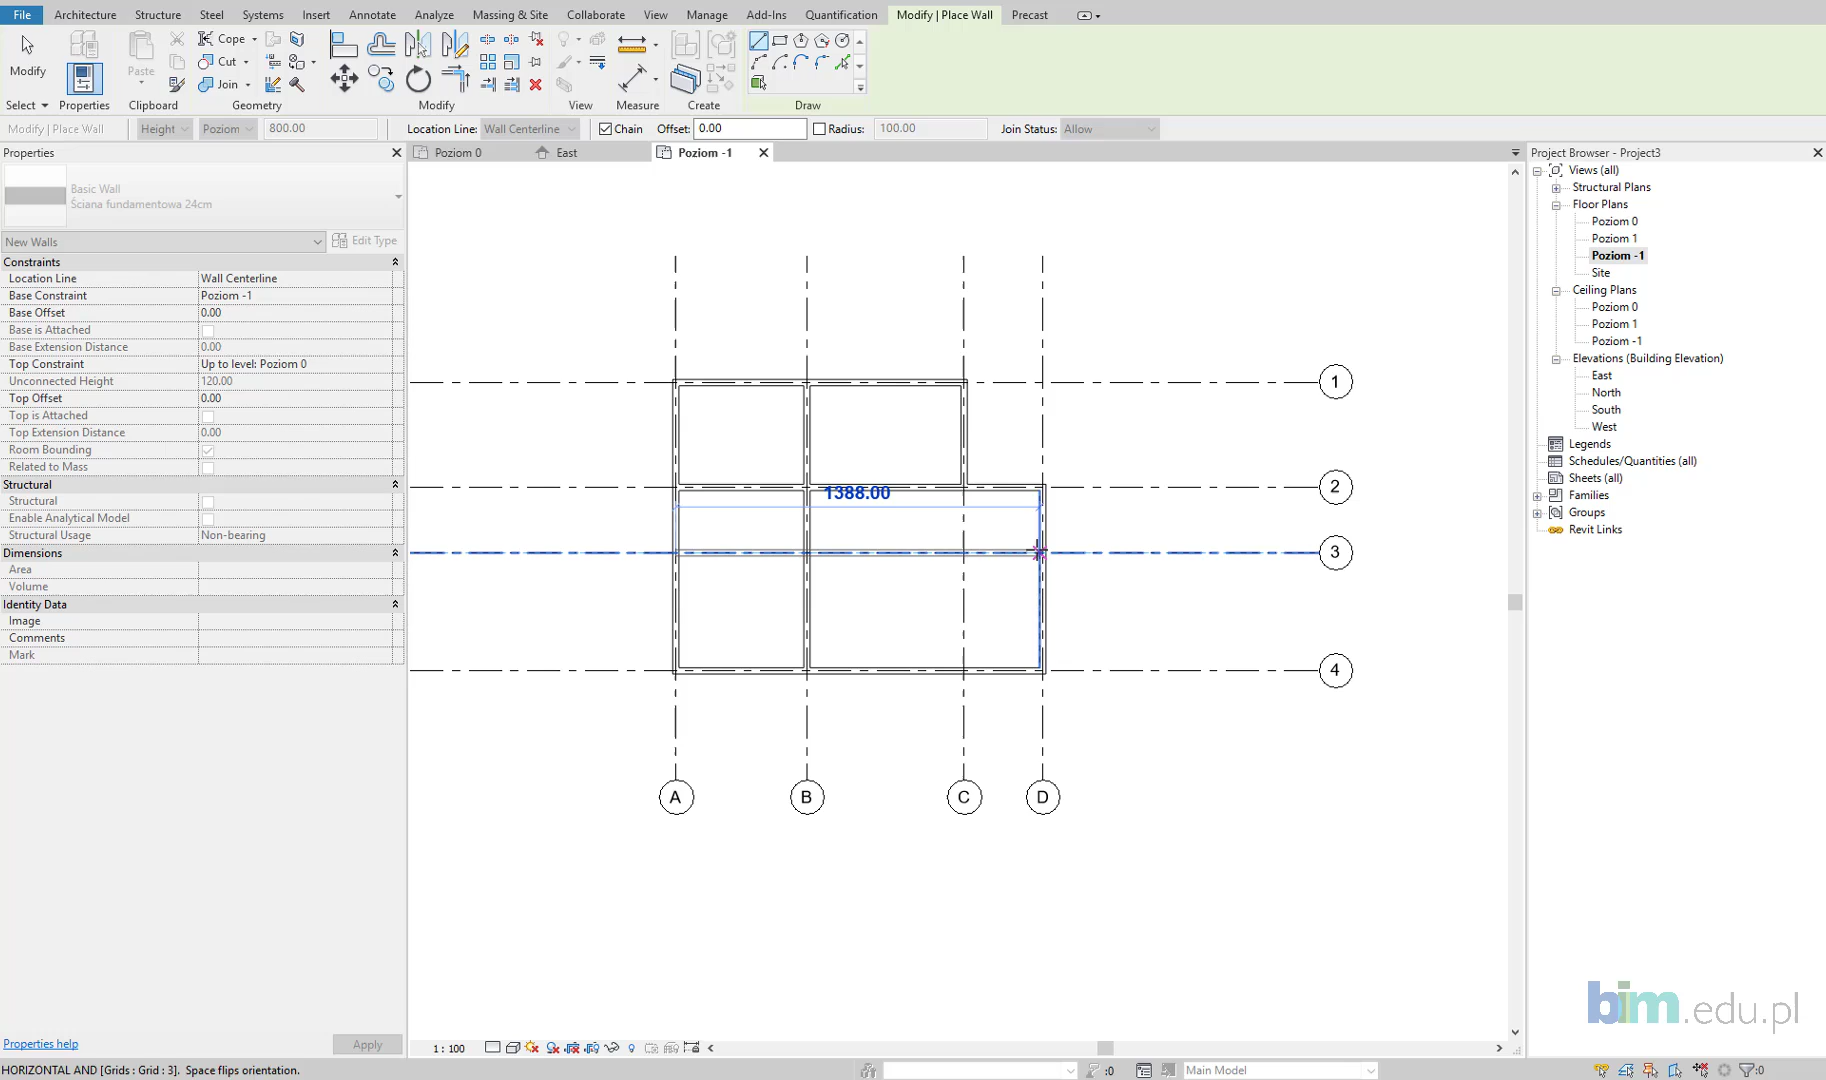 File Architecture Structure Steel Systems Insert Annotate Analyze Massing & Site Collaborate View Manage Add-Ins Quantification Modify | Place Wall Precast
Modify
Paste
Cope
Cut
Join
Select Properties Clipboard Geometry Modify View Measure Create Draw
Modify | Place Wall Height Poziom 800.00 Location Line: Wall Centerline Chain Offset: 0.00 Radius: 100.00 Join Status: Allow
Properties
Basic Wall
Ściana fundamentowa 24cm
New Walls Edit Type
Constraints
Location Line Wall Centerline
Base Constraint Poziom -1
Base Offset 0.00
Base is Attached
Base Extension Distance 0.00
Top Constraint Up to level: Poziom 0
Unconnected Height 120.00
Top Offset 0.00
Top is Attached
Top Extension Distance 0.00
Room Bounding
Related to Mass
Structural
Structural
Enable Analytical Model
Structural Usage Non-bearing
Dimensions
Area
Volume
Identity Data
Image
Comments
Mark
Properties help Apply
Poziom 0 East Poziom -1
1
2
1388.00
3
4
A B C D
1 : 100
Project Browser - Project3
Views (all)
Structural Plans
Floor Plans
Poziom 0
Poziom 1
Poziom -1
Site
Ceiling Plans
Poziom 0
Poziom 1
Poziom -1
Elevations (Building Elevation)
East
North
South
West
Legends
Schedules/Quantities (all)
Sheets (all)
Families
Groups
Revit Links
bim.edu.pl
HORIZONTAL AND [Grids : Grid : 3]. Space flips orientation. :0 Main Model :0